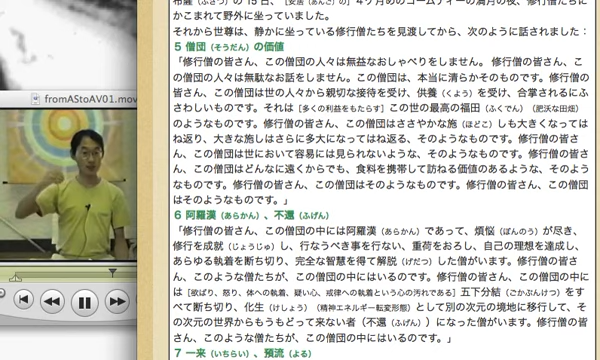 布薩（ふさつ）の 15 日、［安居（あんご）の］4ヶ月めのコームディーの満月の夜、修行僧たちに
かこまれて野外に坐っていました。
それから世尊は、静かに坐っている修行僧たちを見渡してから、次のように話されました：
5 僧団（そうだん）の価値
「修行僧の皆さん、この僧団の人々は無益なおしゃべりをしません。 修行僧の皆さん、こ
の僧団の人々は無駄なお話をしません。この僧団は、本当に清らかそのものです。修行僧の
皆さん、この僧団は世の人々から親切な接待を受け、供養（くよう）を受け、合掌されるにふ
さわしいものです。それは［多くの利益をもたらす］この世の最高の福田（ふくでん）（肥沃な田畑）
のようなものです。修行僧の皆さん、この僧団はささやかな施（ほどこ）しも大きくなっては
ね返り、大きな施しはさらに多大になってはね返る、そのようなものです。修行僧の皆さ
ん、この僧団は世において容易には見られないような、そのようなものです。修行僧の皆さ
ん、この僧団はどんなに遠くからでも、食料を携帯して訪ねる価値のあるような、そのよう
なものです。修行僧の皆さん、この僧団はそのようなものです。修行僧の皆さん、この僧団
はそのようなものです。」
6 阿羅漢（あらかん）、不還（ふげん）
「修行僧の皆さん、この僧団の中には阿羅漢（あらかん）であって、煩悩（ぼんのう）が尽き、
修行を成就（じょうじゅ）し、行なうべき事を行ない、重荷をおろし、自己の理想を達成し、
あらゆる執着を断ち切り、完全な智慧を得て解脱（げだつ）した僧がいます。修行僧の皆さ
ん、このような僧たちが、この僧団の中にはいるのです。修行僧の皆さん、この僧団の中に
は［欲ばり、怒り、体への執着、疑い心、戒律への執着という心の汚れである］五下分結（ごかぶんけつ）をす
べて断ち切り、化生（けしょう）（精神エネルギー転変形態）として別の次元の境地に移行して、そ
の次元の世界からもうもどって来ない者（不還（ふげん））になった僧がいます。修行僧の皆
さん、このような僧たちが、この僧団の中にはいるのです。」
7 一来（いちらい）、預流（よる）
fromAStoAV01.mov